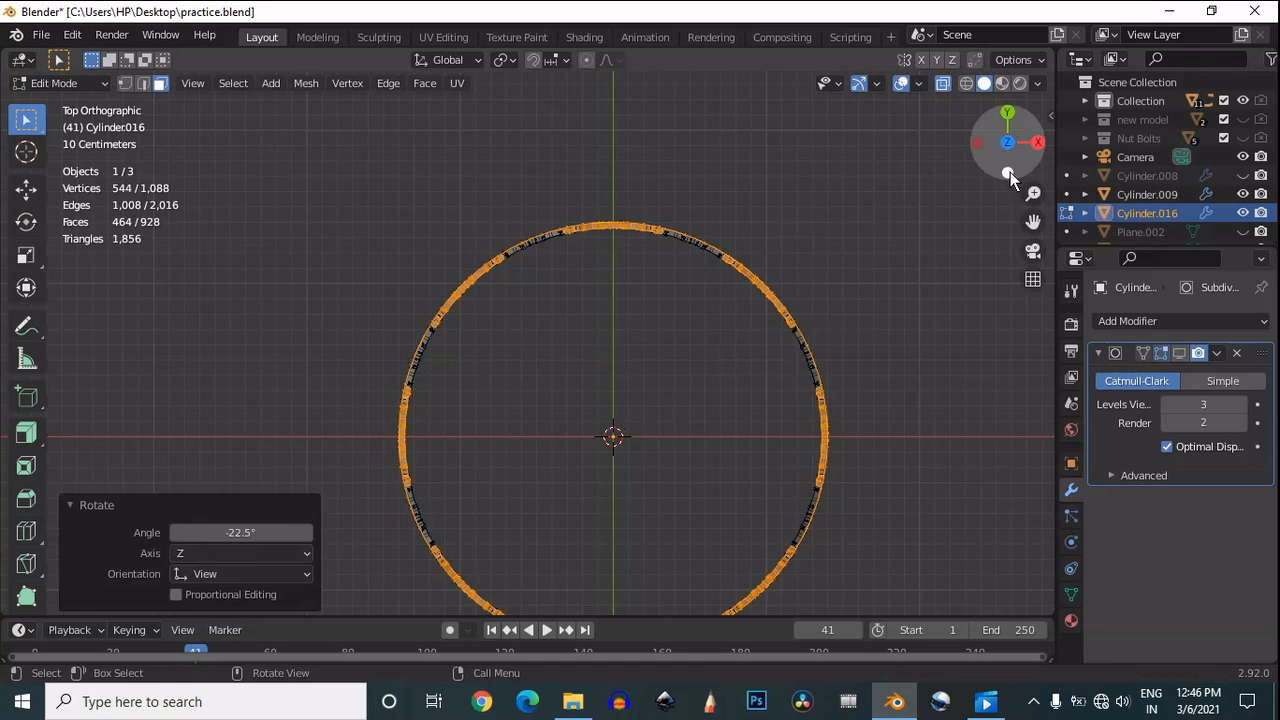 Blender* [C:\Users\HP\Desktop\practice.blend]
File Edit Render Window Help Layout Modeling Sculpting UV Editing Texture Paint Shading Animation Rendering Compositing Scripting + Scene View Layer
Global X Y Z Options
Edit Mode View Select Add Mesh Vertex Edge Face UV
Scene Collection
Collection 11
new model 2
Nut Bolts 5
Camera
Cylinder.008
Cylinder.009
Cylinder.016
Plane.002
Top Orthographic
(41) Cylinder.016
10 Centimeters
Objects 1/3
Vertices 544 / 1,088
Edges 1,008 / 2,016
Faces 464 / 928
Triangles 1,856
Y
Z X
Cylinde... Subdiv...
Add Modifier
Catmull-Clark Simple
Levels Vie... 3
Render 2
Optimal Disp...
Advanced
Rotate
Angle -22.5°
Axis Z
Orientation View
Proportional Editing
Playback Keying View Marker 41 Start 1 End 250
Select Box Select Rotate View Call Menu 2.92.0
Type here to search
Ps
ENG
IN
12:46 PM
3/6/2021